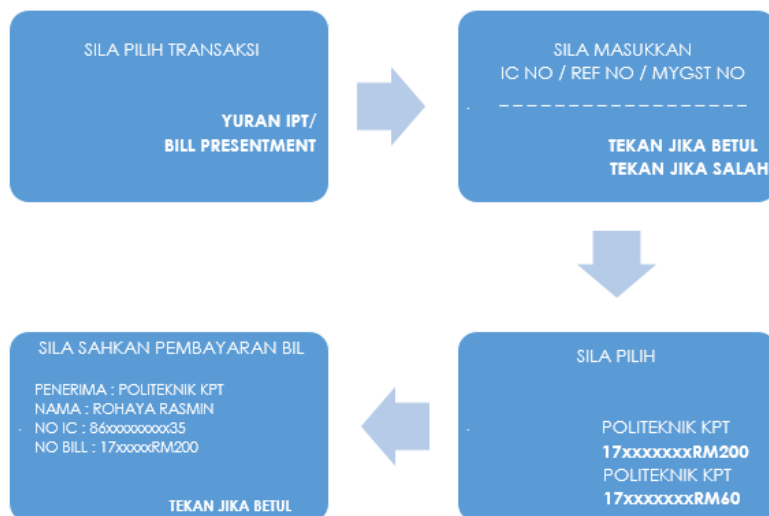 SILA PILIH TRANSAKSI
YURAN IPT/
BILL PRESENTMENT
SILA MASUKKAN
IC NO / REF NO / MYGST NO
_ _ _ _ _ _ _ _ _ _ _ _ _ _ _ _ _ _
TEKAN JIKA BETUL
TEKAN JIKA SALAH
SILA PILIH
POLITEKNIK KPT
17xxxxxxxRM200
POLITEKNIK KPT
17xxxxxxxRM60
SILA SAHKAN PEMBAYARAN BIL
PENERIMA : POLITEKNIK KPT
NAMA : ROHAYA RASMIN
NO IC : 86xxxxxxxx35
NO BILL : 17xxxxxRM200
TEKAN JIKA BETUL